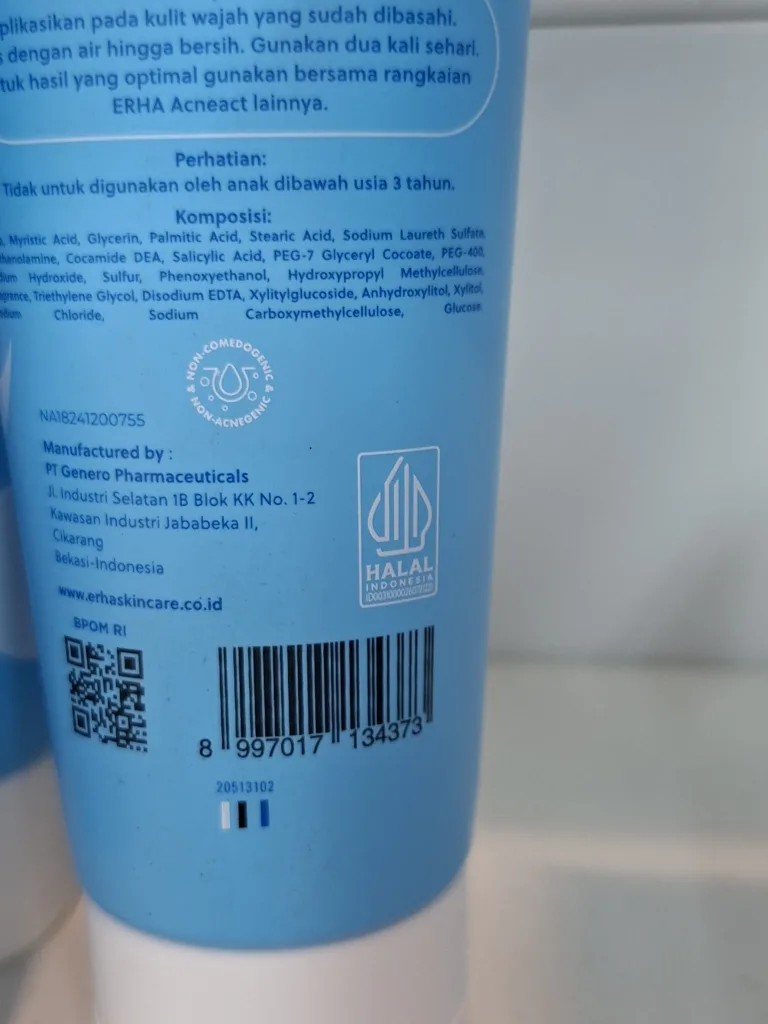 plikasikan pada kulit wajah yang sudah dibasahi.
s dengan air hingga bersih. Gunakan dua kali sehari.
tuk hasil yang optimal gunakan bersama rangkaian
ERHA Acneact lainnya.
Perhatian:
Tidak untuk digunakan oleh anak dibawah usia 3 tahun.
Komposisi:
Myristic Acid, Glycerin, Palmitic Acid, Stearic Acid, Sodium Laureth Sulfate,
hanolamine, Cocamide DEA, Salicylic Acid, PEG-7 Glyceryl Cocoate, PEG-400,
ium Hydroxide, Sulfur, Phenoxyethanol, Hydroxypropyl Methylcellulose,
grance, Triethylene Glycol, Disodium EDTA, Xylitylglucoside, Anhydroxylitol, Xylitol,
dium Chloride, Sodium Carboxymethylcellulose, Glucose.
& NON-COMEDOGENIC &
NON-ACNEGENIC
NA18241200755
Manufactured by :
PT Genero Pharmaceuticals
Jl. Industri Selatan 1B Blok KK No. 1-2
Kawasan Industri Jababeka II,
Cikarang
Bekasi-Indonesia
www.erhaskincare.co.id
HALAL
INDONESIA
BPOM RI
8 997017 134373
20513102